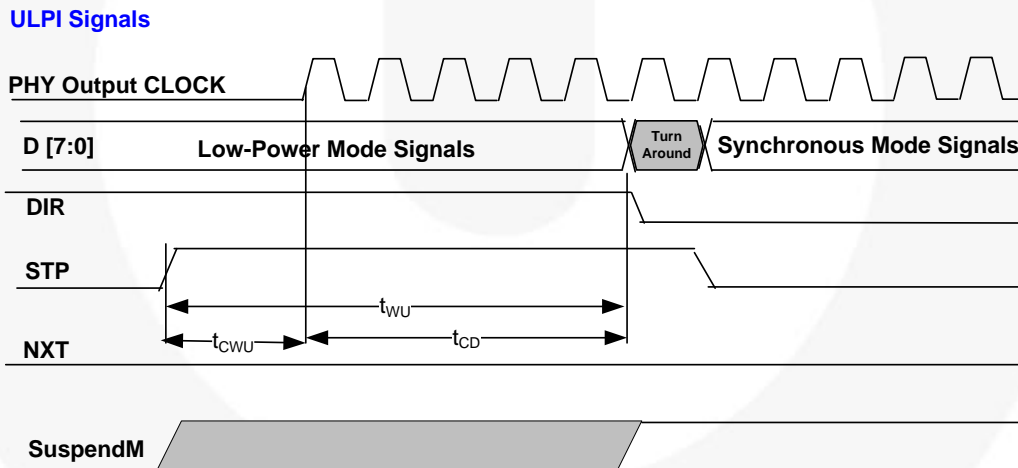 ULPI Signals
PHY Output CLOCK
D [7:0]
Low-Power Mode Signals
Turn
Around
Synchronous Mode Signals
DIR
STP
tWU
tCWU
tCD
NXT
SuspendM